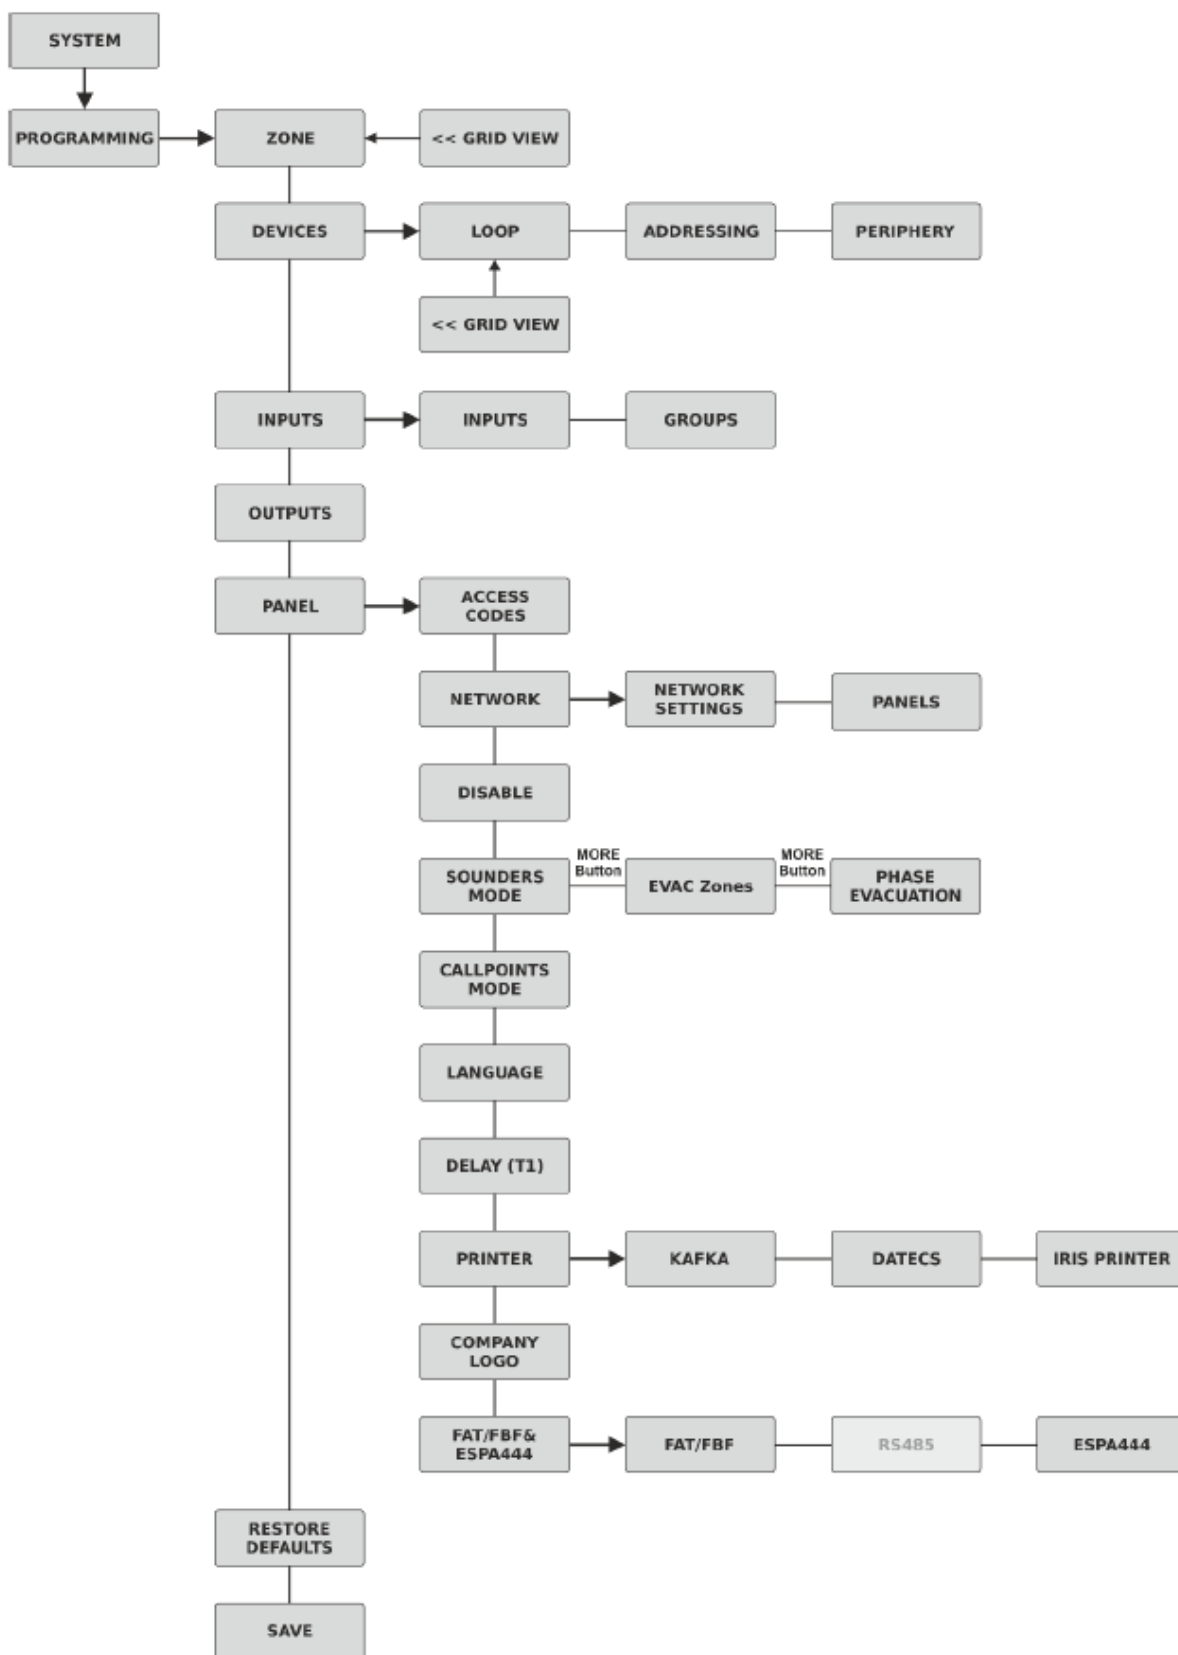 SYSTEM
PROGRAMMING
ZONE
<< GRID VIEW
DEVICES
LOOP
ADDRESSING
PERIPHERY
<< GRID VIEW
INPUTS
INPUTS
GROUPS
OUTPUTS
PANEL
ACCESS
CODES
NETWORK
NETWORK
SETTINGS
PANELS
DISABLE
SOUNDERS
MODE
MORE
Button
EVAC Zones
MORE
Button
PHASE
EVACUATION
CALLPOINTS
MODE
LANGUAGE
DELAY (T1)
PRINTER
KAFKA
DATECS
IRIS PRINTER
COMPANY
LOGO
FAT/FBF&
ESPA444
FAT/FBF
RS485
ESPA444
RESTORE
DEFAULTS
SAVE